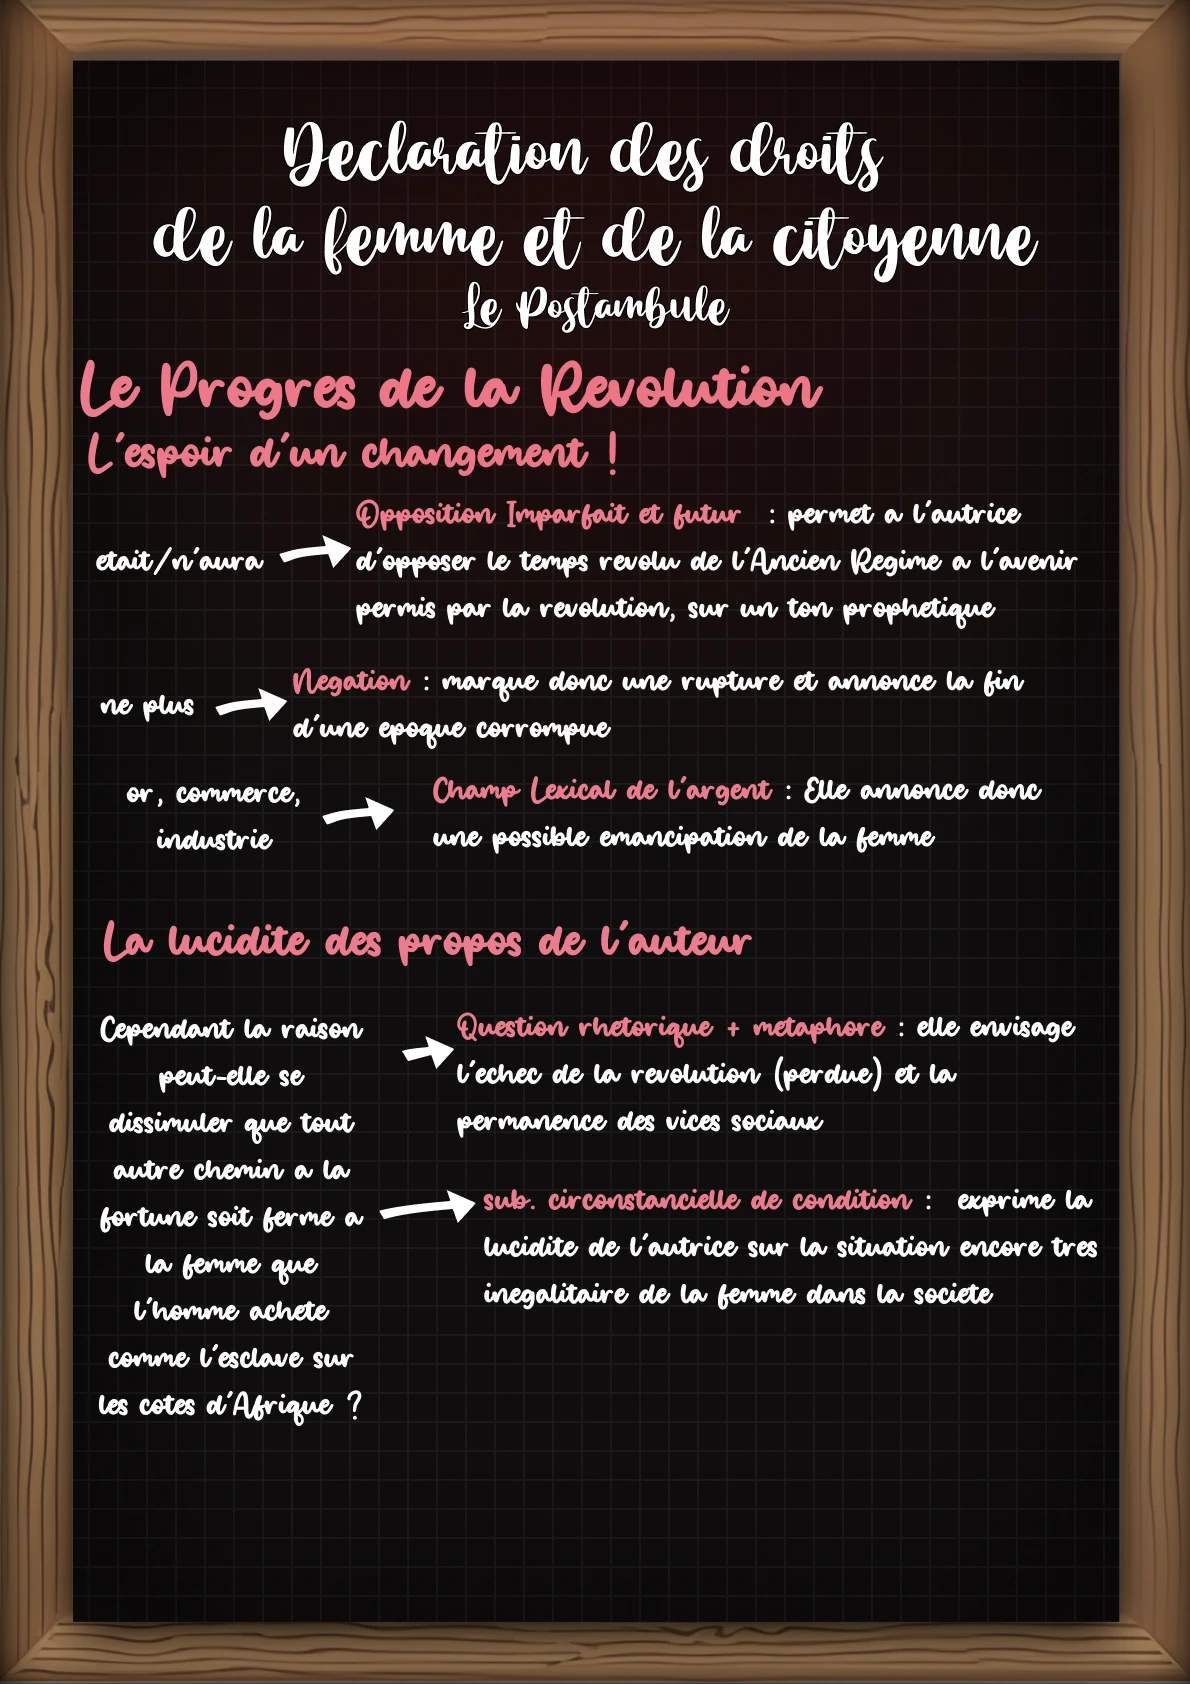 Declaration des droits
de la femme et de la citoyenne
Le Postambule
Le Progres de la Revolution
L'espoir d'un changement !
etait/n'aura
Opposition Imparfait et futur : permet a l'autrice
d'opposer le temps revolu de l'Ancien Regime a l'avenir
permis par la revolution, sur un ton prophetique
ne plus
Negation : marque donc une rupture et annonce la fin
d'une epoque corrompue
or, commerce,
industrie
Champ Lexical de l'argent : Elle annonce donc
une possible emancipation de la femme
La lucidite des propos de l'auteur
Cependant la raison
peut-elle se
dissimuler que tout
autre chemin a la
fortune soit ferme a
la femme que
l'homme achete
comme l'esclave sur
les cotes d'Afrique ?
Question rhetorique + metaphore : elle envisage
l'echec de la revolution (perdue) et la
permanence des vices sociaux
sub. circonstancielle de condition : exprime la
lucidite de l'autrice sur la situation encore tres
inegalitaire de la femme dans la societe